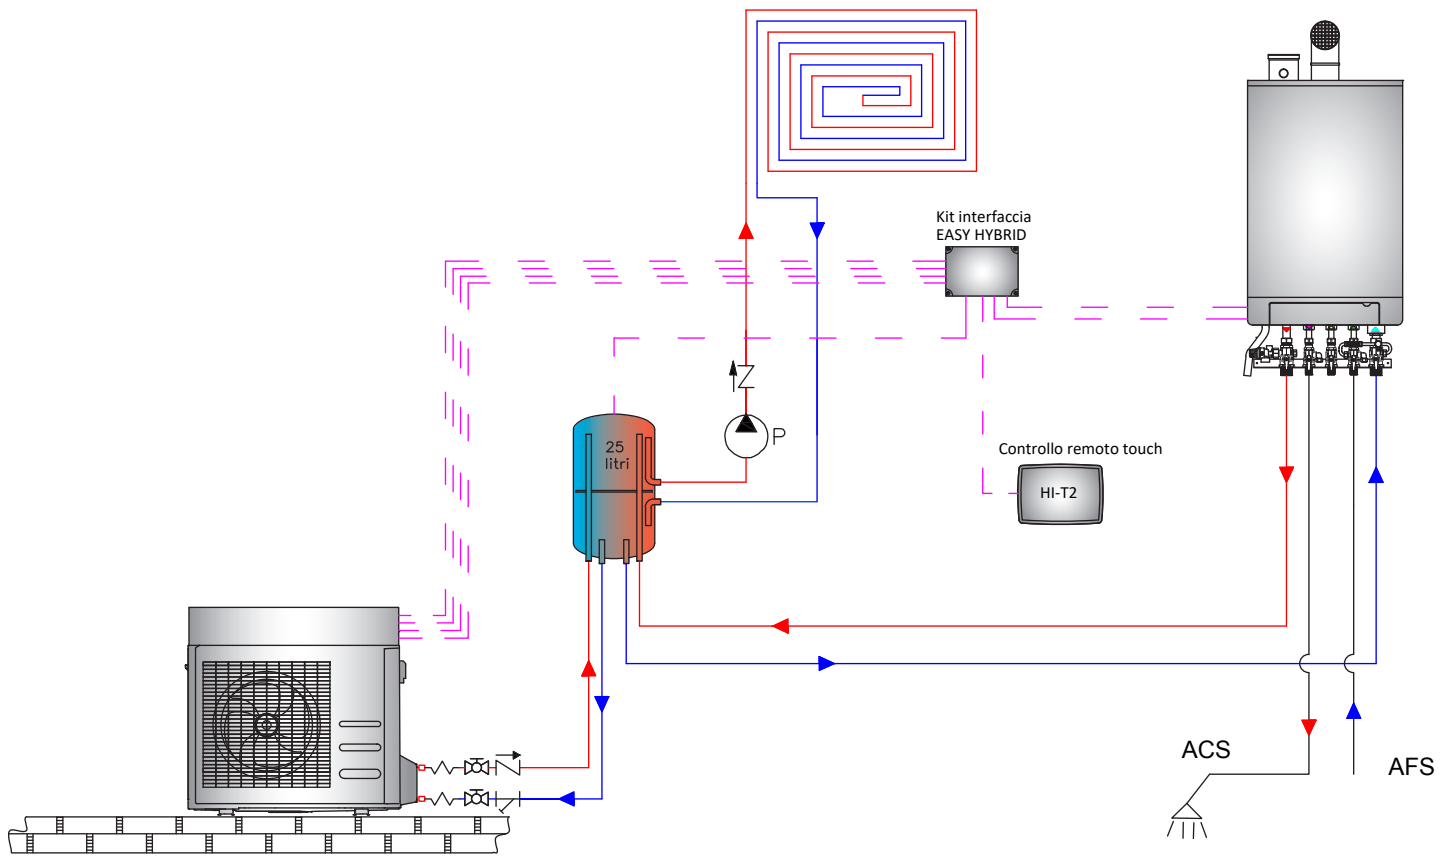 Kit interfaccia
EASY HYBRID
P
25
litri
Controllo remoto touch
HI-T2
ACS
AFS